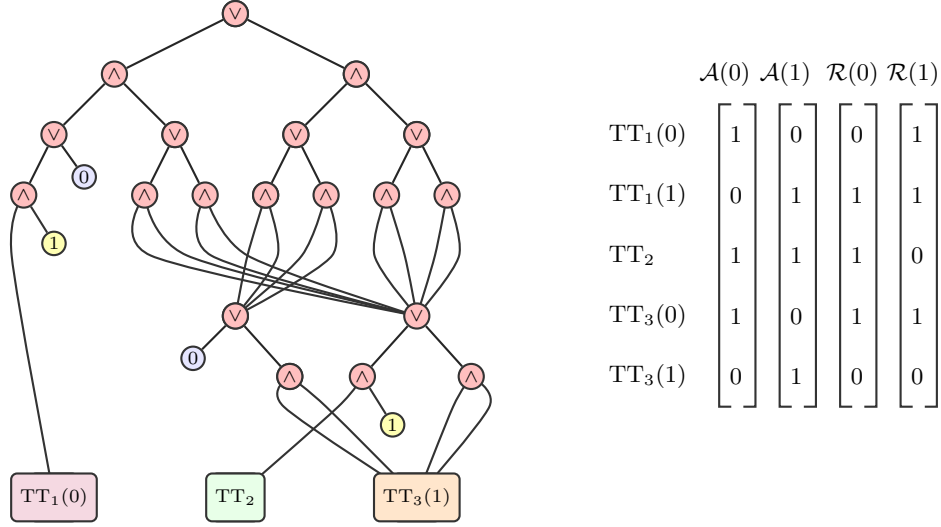 ∨
∧ ∧
𝒜(0) 𝒜(1) ℛ(0) ℛ(1)
∨ ∨ ∨ ∨
TT₁(0) 1 0 0 1
0
∧ ∧ ∧ ∧ ∧ ∧ ∧
TT₁(1) 0 1 1 1
1
TT₂ 1 1 1 0
∨ ∨
TT₃(0) 1 0 1 1
0
∧ ∧ ∧
TT₃(1) 0 1 0 0
1
TT₁(0) TT₂ TT₃(1)